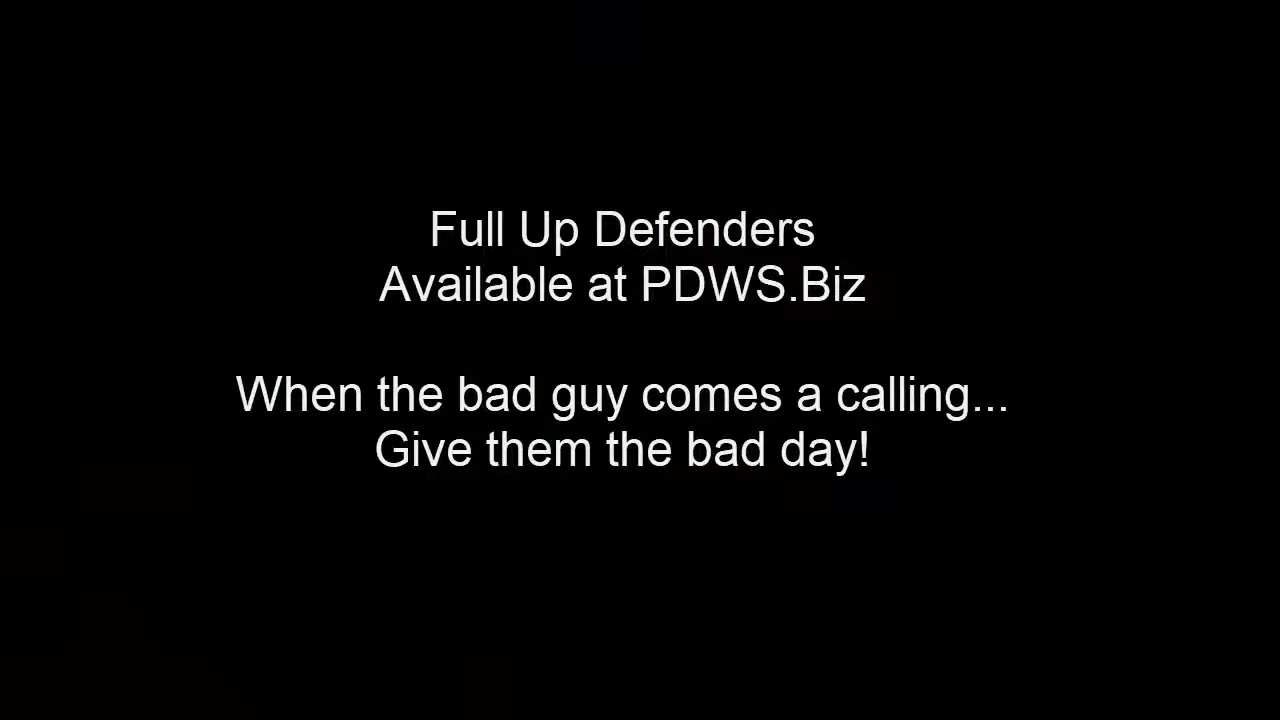 Full Up Defenders
Available at PDWS.Biz
When the bad guy comes a calling...
Give them the bad day!